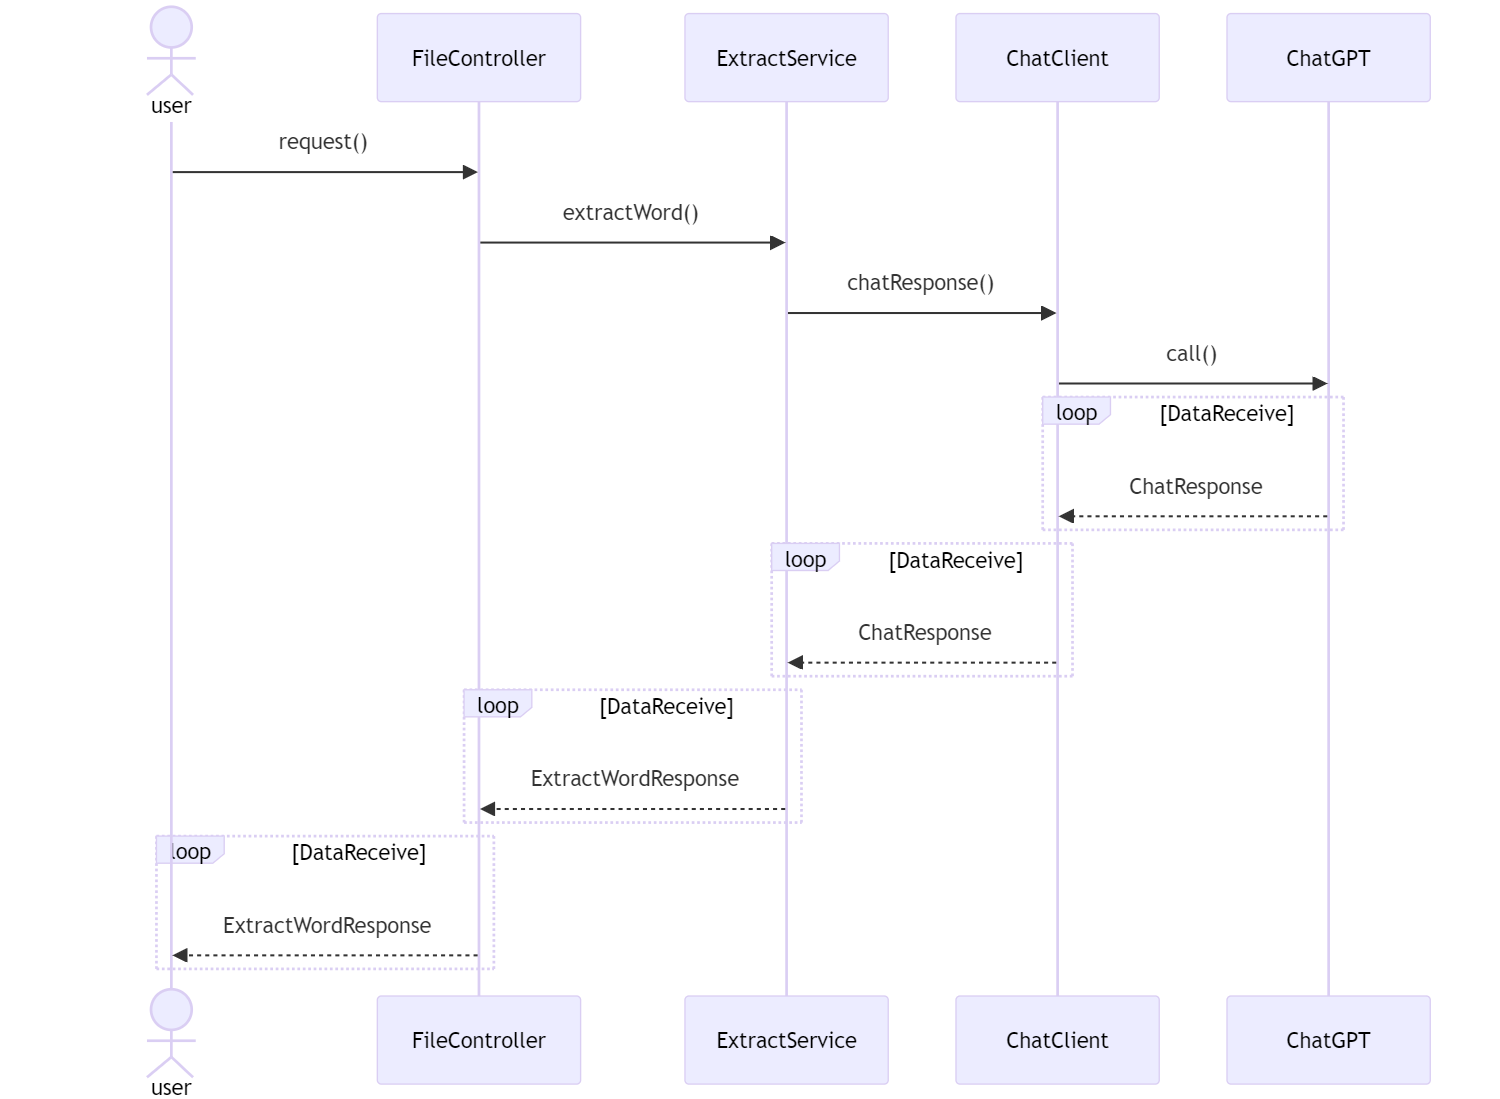 user
FileController
ExtractService
ChatClient
ChatGPT
request()
extractWord()
chatResponse()
call()
loop
[DataReceive]
ChatResponse
loop
[DataReceive]
ChatResponse
loop
[DataReceive]
ExtractWordResponse
loop
[DataReceive]
ExtractWordResponse
user
FileController
ExtractService
ChatClient
ChatGPT